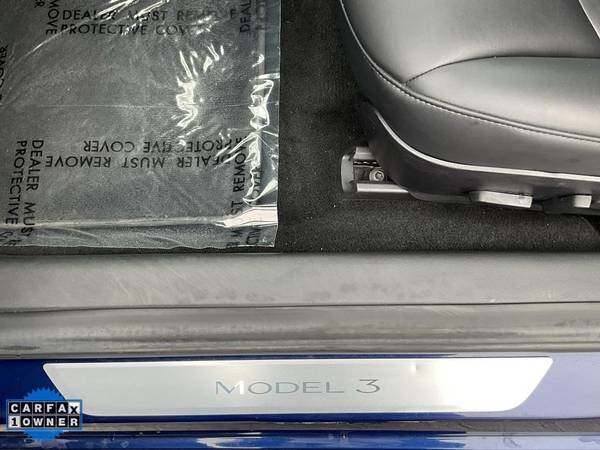 DEALER MUST REMOVE
PROTECTIVE COVER
PROTECTIVE COVER
DEALER MUST REMOVE
DEALER MUST
PROTECTIVE
MODEL 3
CARFAX
1 OWNER